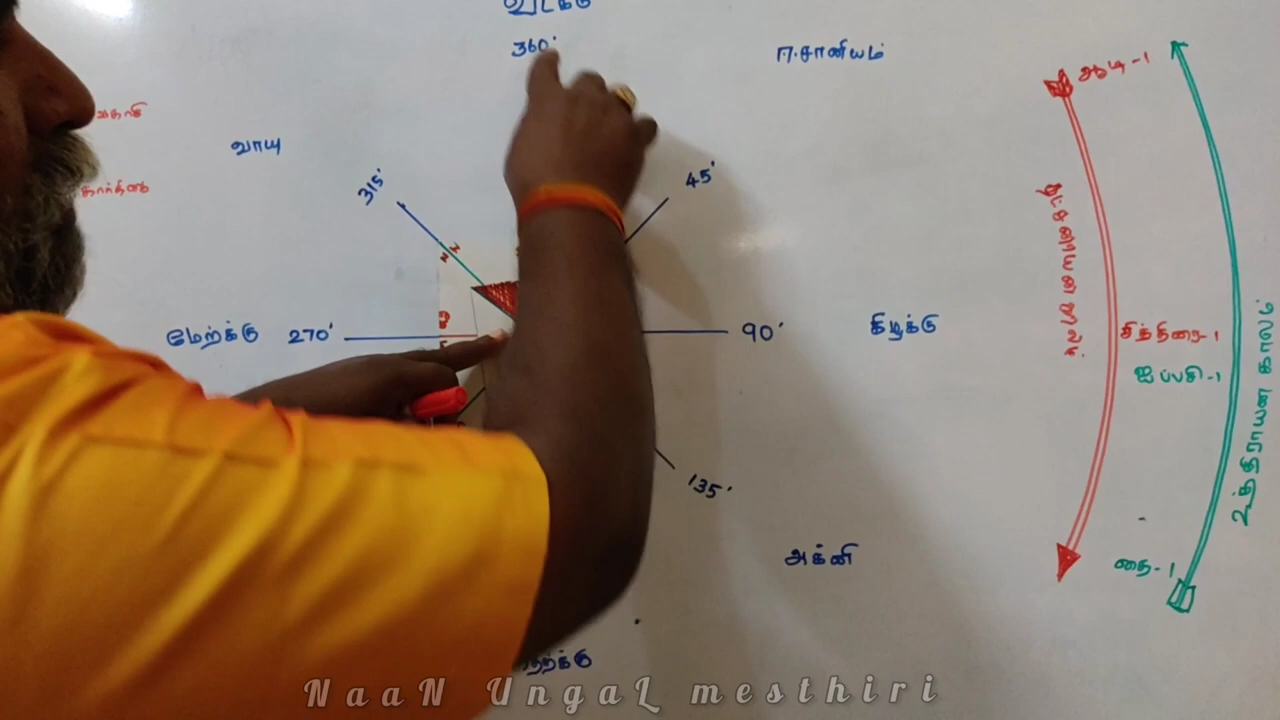 வடக்கு
360°
ஈசானியம்
ஆடி-1
வாயு
கார்த்திகை
315°
45°
மேற்க்கு 270°
90°
கிழக்கு
சித்திரை-1
ஐப்பசி-1
உத்திராயன காலம்
135°
அக்னி
தை-1
NaaN UngaL mesthiri